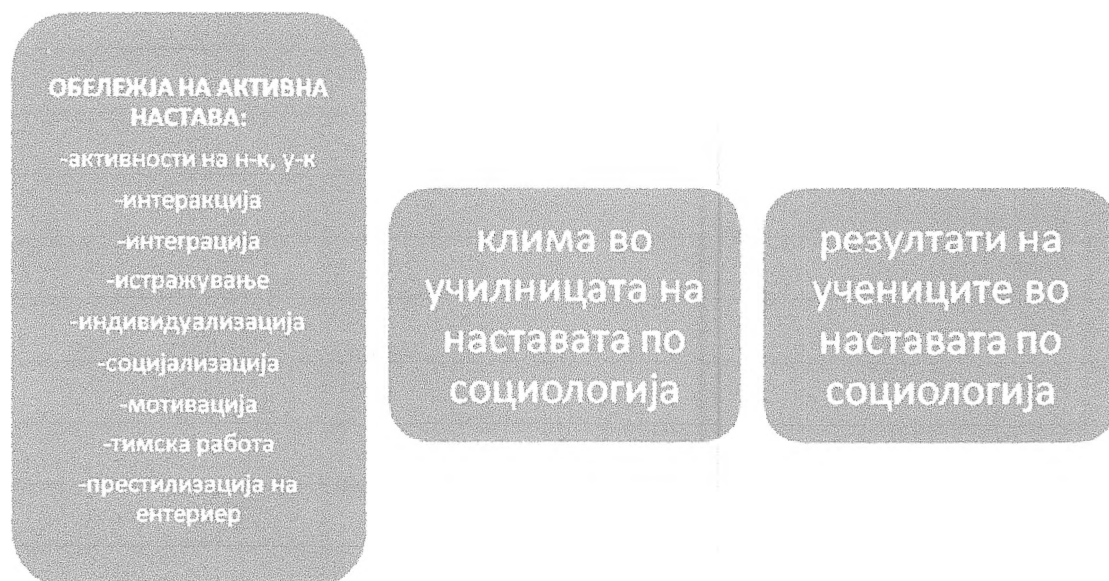 ОБЕЛЕЖЈА НА АКТИВНА
НАСТАВА:
-активности на н-к, у-к
-интеракција
-интеграција
-истражување
-индивидуализација
-социјализација
-мотивација
-тимска работа
-престилизација на
ентериер
клима во
училницата на
наставата по
социологија
резултати на
учениците во
наставата по
социологија